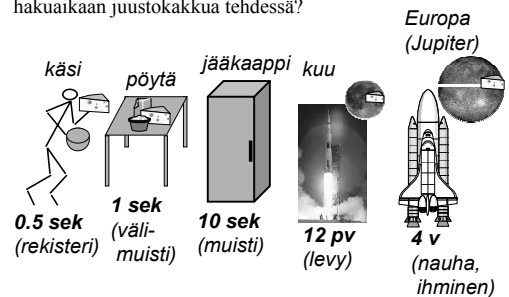 hakuaikaan juustokakkua tehdessä?
käsi
0.5 sek
(rekisteri)
pöytä
1 sek
(väli-
muisti)
jääkaappi
10 sek
(muisti)
kuu
12 pv
(levy)
Europa
(Jupiter)
4 v
(nauha,
ihminen)